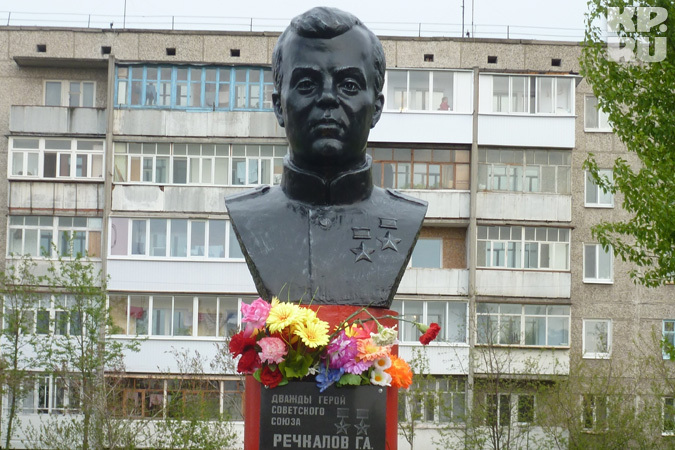 KP.
RU
ДВАЖДЫ ГЕРОЙ
СОВЕТСКОГО
СОЮЗА
РЕЧКАЛОВ Г.А.